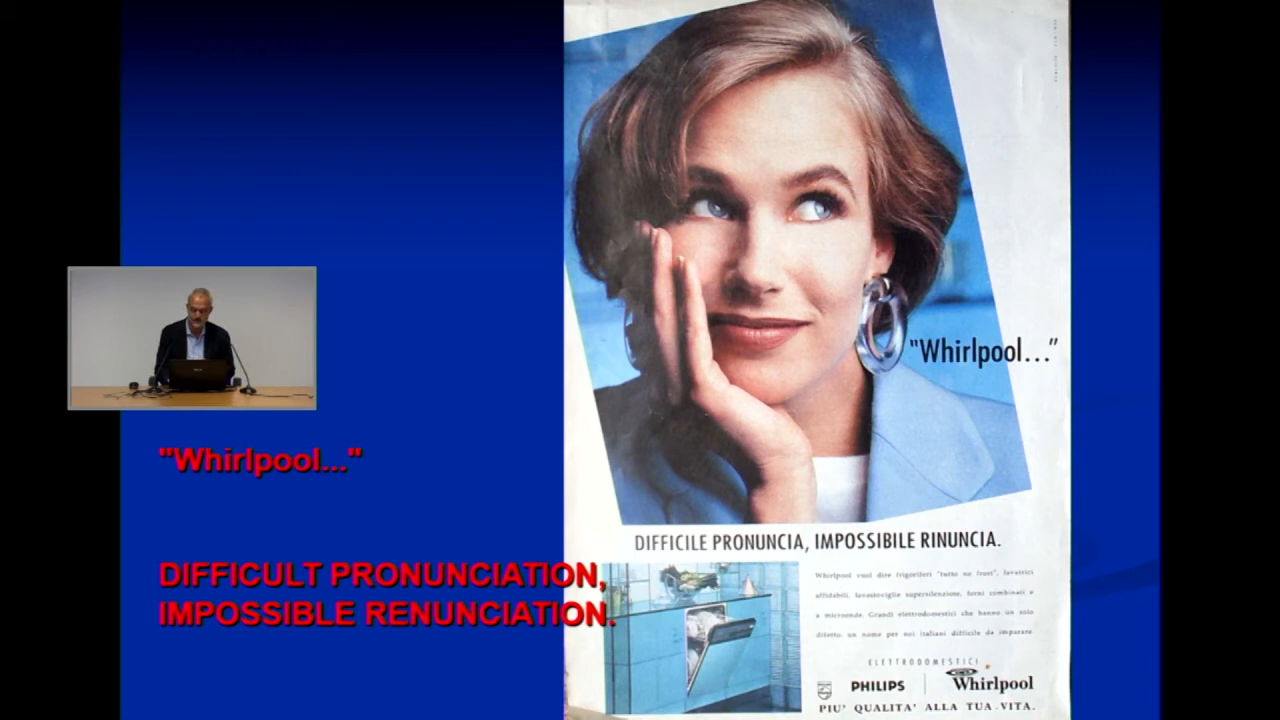 "Whirlpool..."
"Whirlpool…”
DIFFICULT PRONUNCIATION,
IMPOSSIBLE RENUNCIATION.
DIFFICILE PRONUNCIA, IMPOSSIBILE RINUNCIA.
Whirlpool vuol dire frigoriferi "tutto no frost", lavatrici
affidabili, lavastoviglie supersilenziose, forni combinati e
a microonde. Grandi elettrodomestici che hanno un solo
difetto: un nome per noi italiani difficile da imparare.
ELETTRODOMESTICI
PHILIPS Whirlpool
PIU' QUALITA' ALLA TUA VITA.